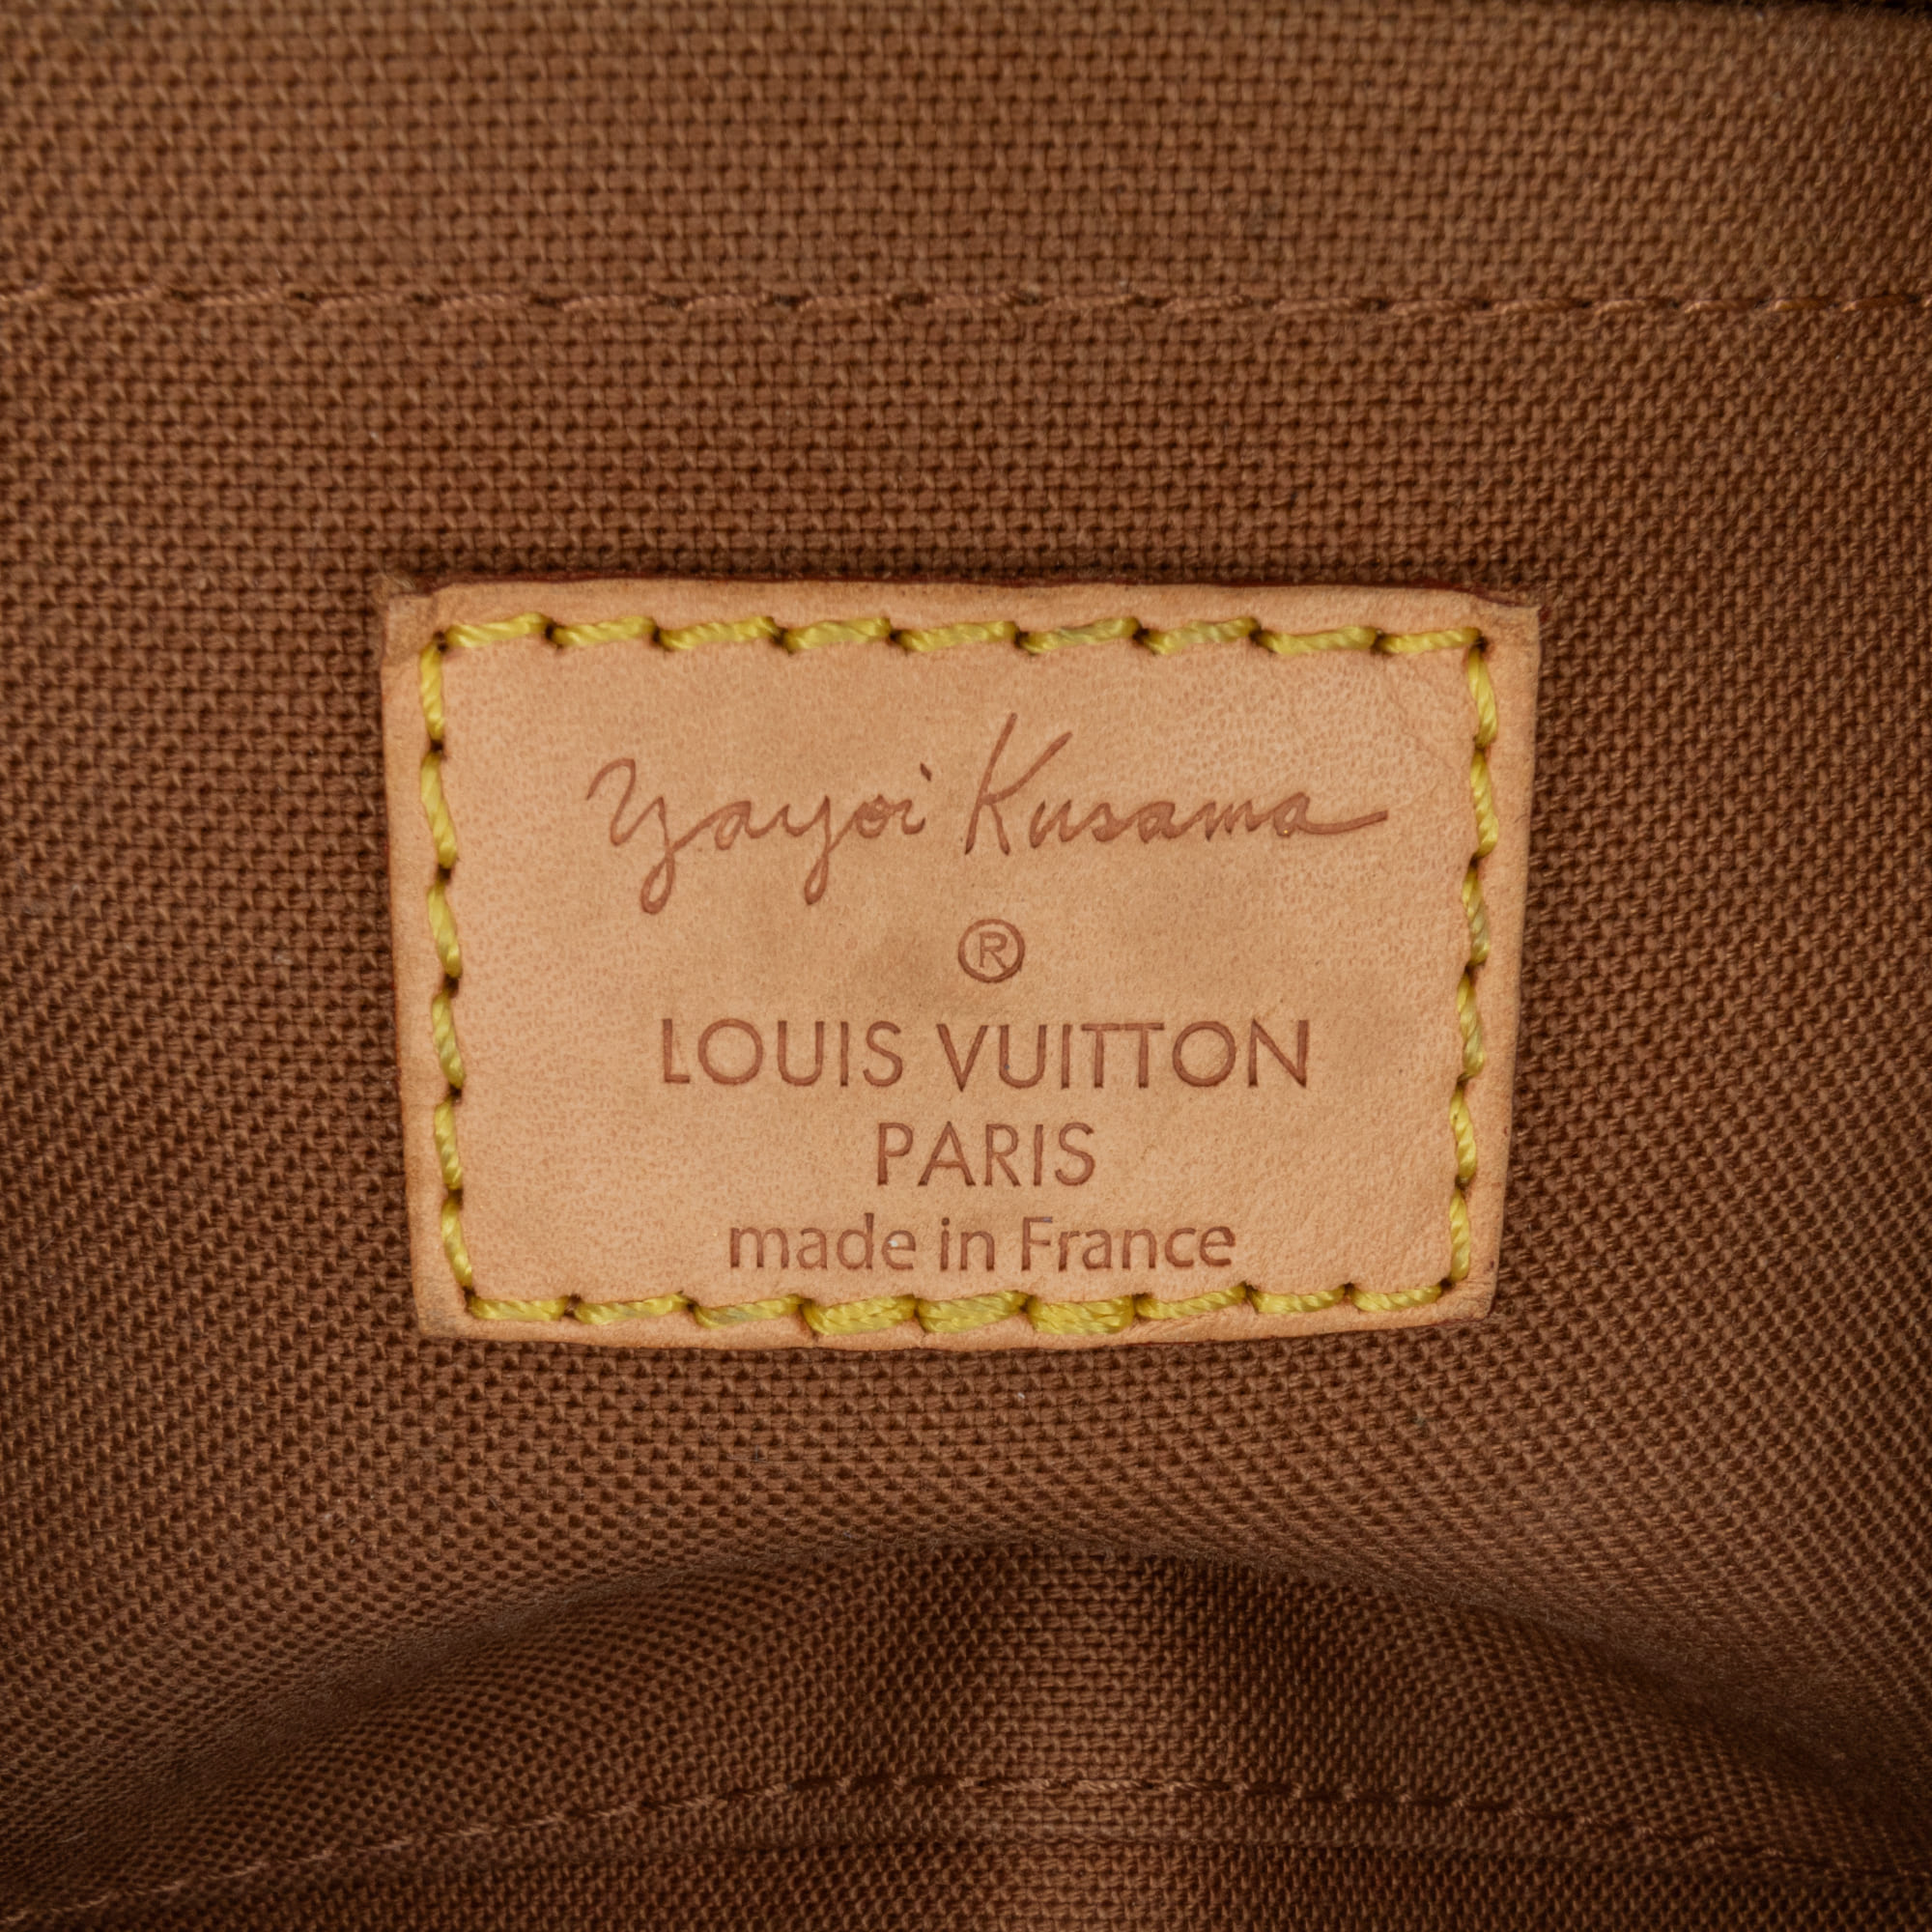 Yayoi Kusama
®
LOUIS VUITTON
PARIS
made in France